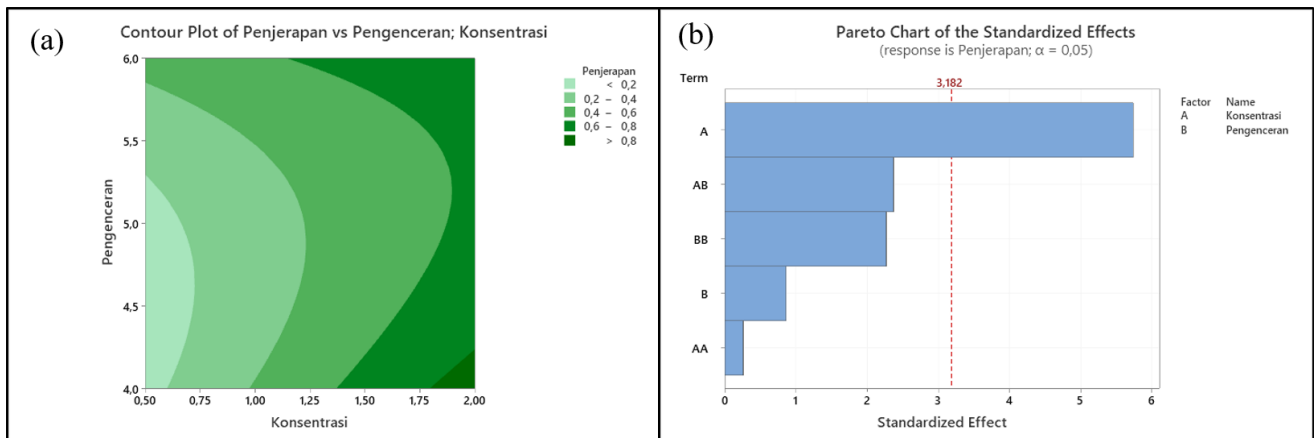 (a)
Contour Plot of Penjerapan vs Pengenceran; Konsentrasi
Penjerapan
< 0,2
0,2 – 0,4
0,4 – 0,6
0,6 – 0,8
> 0,8
Pengenceran
6,0
5,5
5,0
4,5
4,0
0,50 0,75 1,00 1,25 1,50 1,75 2,00
Konsentrasi
(b)
Pareto Chart of the Standardized Effects
(response is Penjerapan; α = 0,05)
Term
3,182
A
AB
BB
B
AA
0 1 2 3 4 5 6
Standardized Effect
Factor Name
A Konsentrasi
B Pengenceran